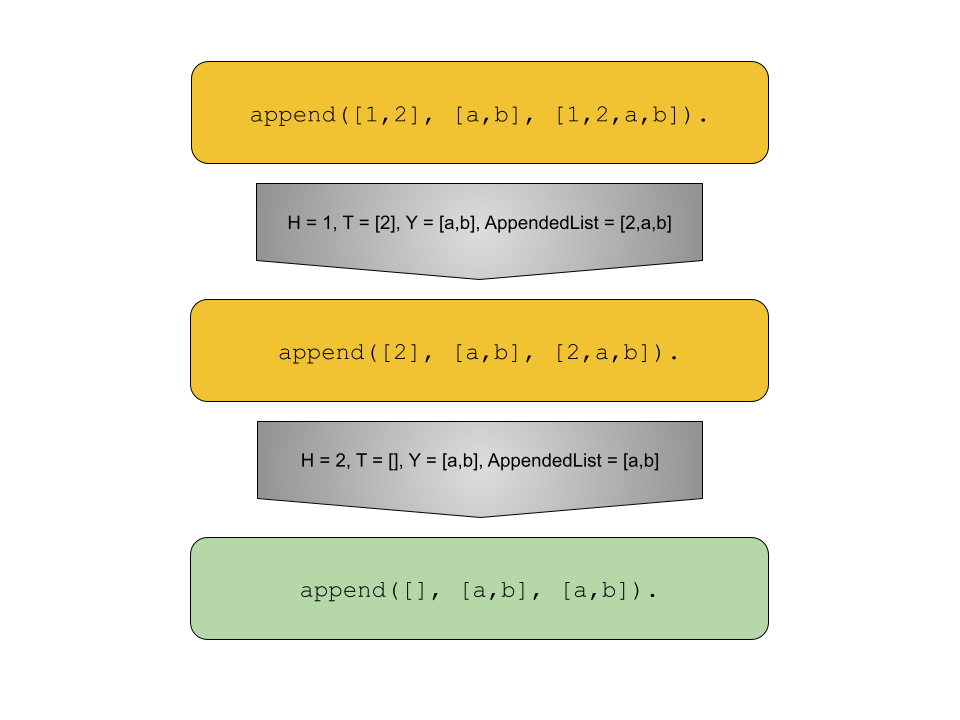 append([1,2], [a,b], [1,2,a,b]).
H = 1, T = [2], Y = [a,b], AppendedList = [2,a,b]
append([2], [a,b], [2,a,b]).
H = 2, T = [], Y = [a,b], AppendedList = [a,b]
append([], [a,b], [a,b]).